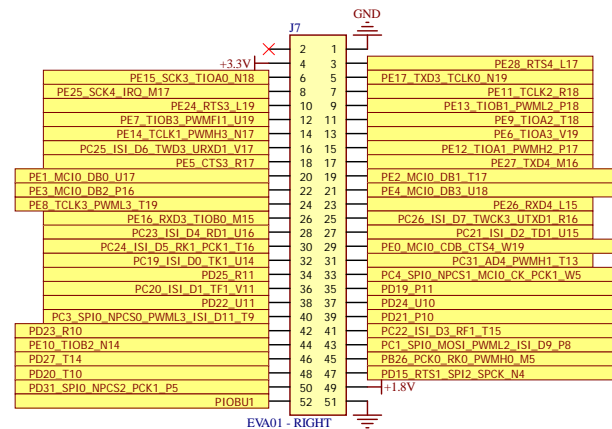 J7
GND
2 1
+3.3V 4 3 PE28_RTS4_L17
PE15_SCK3_TIOA0_N18 6 5 PE17_TXD3_TCLK0_N19
PE25_SCK4_IRQ_M17 8 7 PE11_TCLK2_R18
PE24_RTS3_L19 10 9 PE13_TIOB1_PWML2_P18
PE7_TIOB3_PWMFI1_U19 12 11 PE9_TIOA2_T18
PE14_TCLK1_PWMH3_N17 14 13 PE6_TIOA3_V19
PC25_ISI_D6_TWD3_URXD1_V17 16 15 PE12_TIOA1_PWMH2_P17
PE5_CTS3_R17 18 17 PE27_TXD4_M16
PE1_MCI0_DB0_U17 20 19 PE2_MCI0_DB1_T17
PE3_MCI0_DB2_P16 22 21 PE4_MCI0_DB3_U18
PE8_TCLK3_PWML3_T19 24 23 PE26_RXD4_L15
PE16_RXD3_TIOB0_M15 26 25 PC26_ISI_D7_TWCK3_UTXD1_R16
PC23_ISI_D4_RD1_U16 28 27 PC21_ISI_D2_TD1_U15
PC24_ISI_D5_RK1_PCK1_T16 30 29 PE0_MCI0_CDB_CTS4_W19
PC19_ISI_D0_TK1_U14 32 31 PC31_AD4_PWMH1_T13
PD25_R11 34 33 PC4_SPI0_NPCS1_MCI0_CK_PCK1_W5
PC20_ISI_D1_TF1_V11 36 35 PD19_P11
PD22_U11 38 37 PD24_U10
PC3_SPI0_NPCS0_PWML3_ISI_D11_T9 40 39 PD21_P10
PD23_R10 42 41 PC22_ISI_D3_RF1_T15
PE10_TIOB2_N14 44 43 PC1_SPI0_MOSI_PWML2_ISI_D9_P8
PD27_T14 46 45 PB26_PCK0_RK0_PWMH0_M5
PD20_T10 48 47 PD15_RTS1_SPI2_SPCK_N4
PD31_SPI0_NPCS2_PCK1_P5 50 49 +1.8V
PIOBU1 52 51
EVA01 - RIGHT